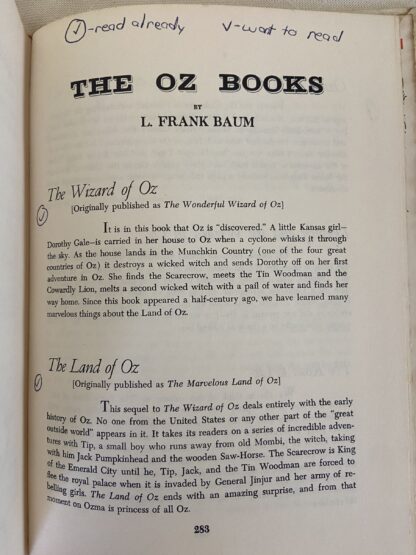 ✓-read already   ✓-want to read
THE OZ BOOKS
BY
L. FRANK BAUM
The Wizard of Oz
✓
[Originally published as The Wonderful Wizard of Oz]
It is in this book that Oz is “discovered.” A little Kansas girl—
Dorothy Gale—is carried in her house to Oz when a cyclone whisks it through
the sky. As the house lands in the Munchkin Country (one of the four great
countries of Oz) it destroys a wicked witch and sends Dorothy off on her first
adventure in Oz. She finds the Scarecrow, meets the Tin Woodman and the
Cowardly Lion, melts a second wicked witch with a pail of water and finds her
way home. Since this book appeared a half-century ago, we have learned many
marvelous things about the Land of Oz.
The Land of Oz
✓
[Originally published as The Marvelous Land of Oz]
This sequel to The Wizard of Oz deals entirely with the early
history of Oz. No one from the United States or any other part of the “great
outside world” appears in it. It takes its readers on a series of incredible adven-
tures with Tip, a small boy who runs away from old Mombi, the witch, taking
with him Jack Pumpkinhead and the wooden Saw-Horse. The Scarecrow is King
of the Emerald City until he, Tip, Jack, and the Tin Woodman are forced to
flee the royal palace when it is invaded by General Jinjur and her army of re-
belling girls. The Land of Oz ends with an amazing surprise, and from that
moment on Ozma is princess of all Oz.
283